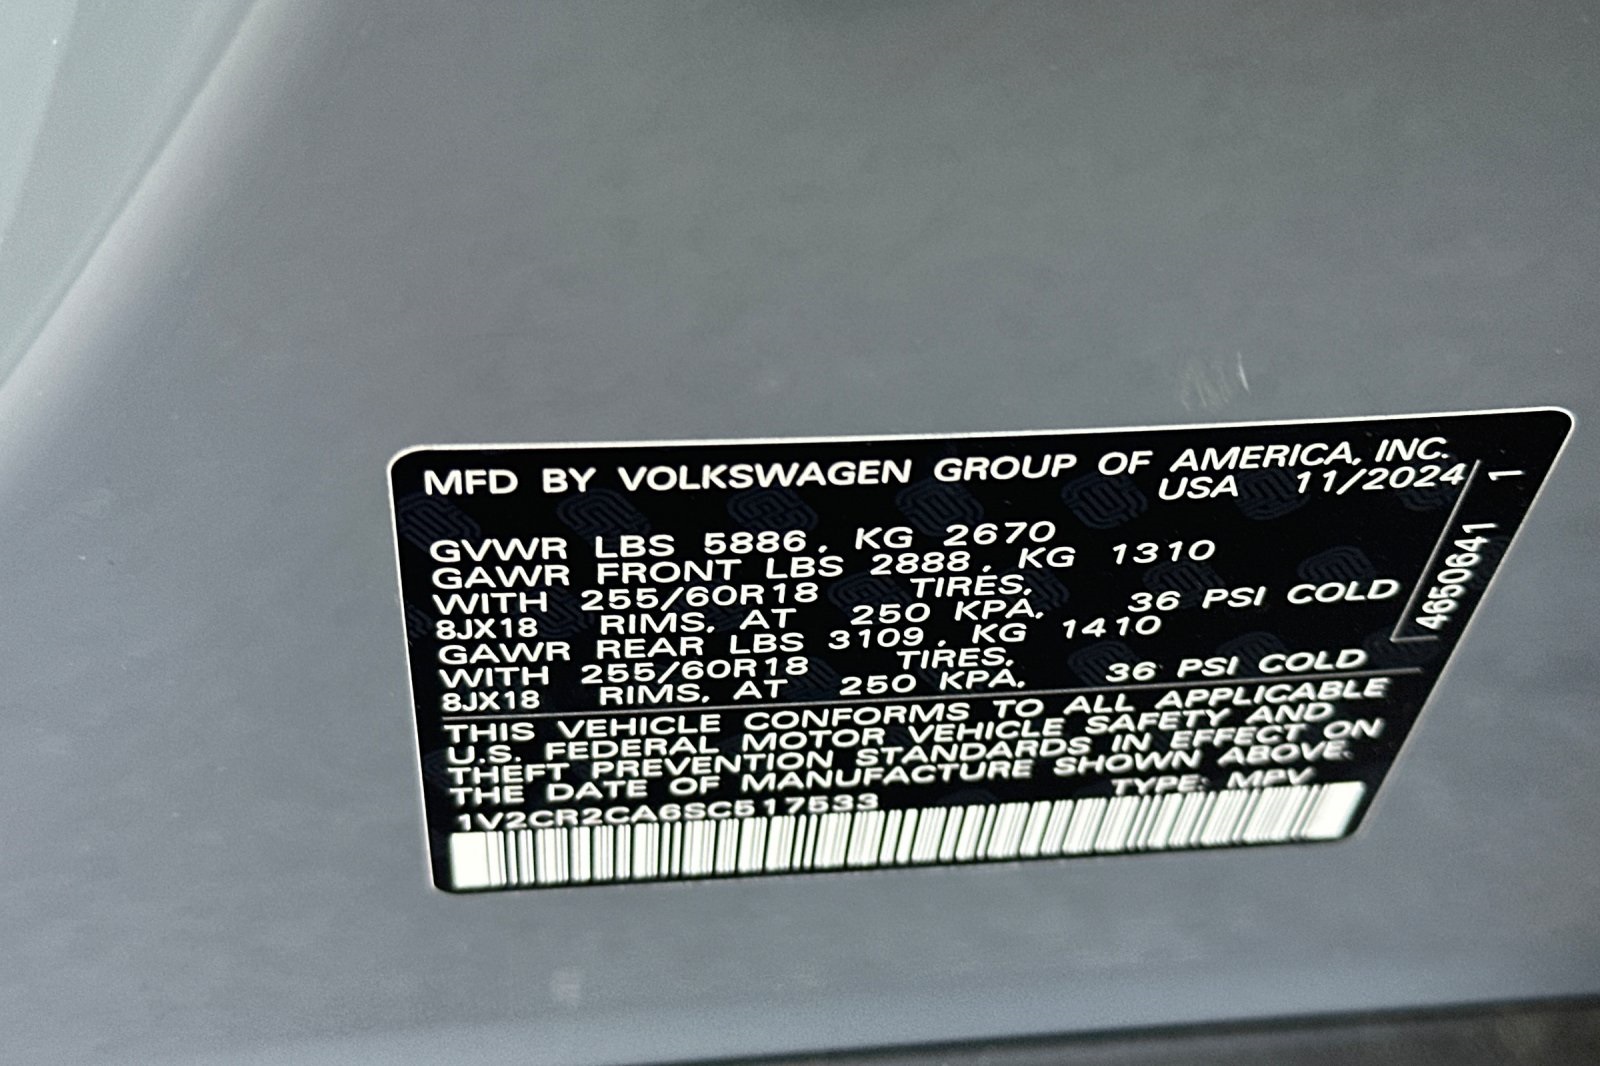 MFD BY VOLKSWAGEN GROUP OF AMERICA, INC.
USA 11/2024
GVWR LBS 5886, KG 2670
GAWR FRONT LBS 2888, KG 1310
WITH 255/60R18 TIRES,
8JX18 RIMS, AT 250 KPA, 36 PSI COLD
GAWR REAR LBS 3109, KG 1410
WITH 255/60R18 TIRES,
8JX18 RIMS, AT 250 KPA, 36 PSI COLD
THIS VEHICLE CONFORMS TO ALL APPLICABLE
U.S. FEDERAL MOTOR VEHICLE SAFETY AND
THEFT PREVENTION STANDARDS IN EFFECT ON
THE DATE OF MANUFACTURE SHOWN ABOVE.
1V2CR2CA6SC517533 TYPE: MPV
4650641 1